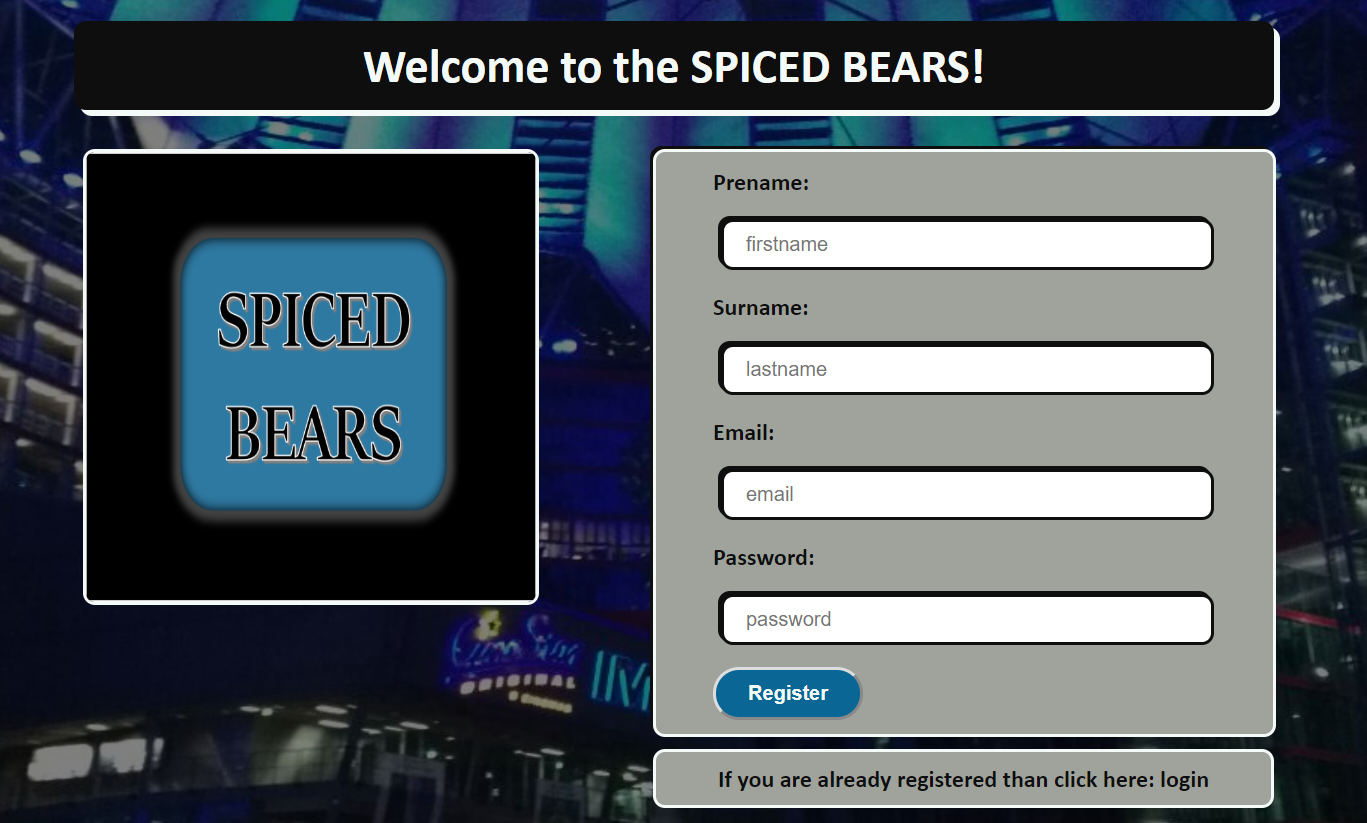 Welcome to the SPICED BEARS!
SPICED
BEARS
Prename:
firstname
Surname:
lastname
Email:
email
Password:
password
Register
If you are already registered than click here: login
ORIGINAL